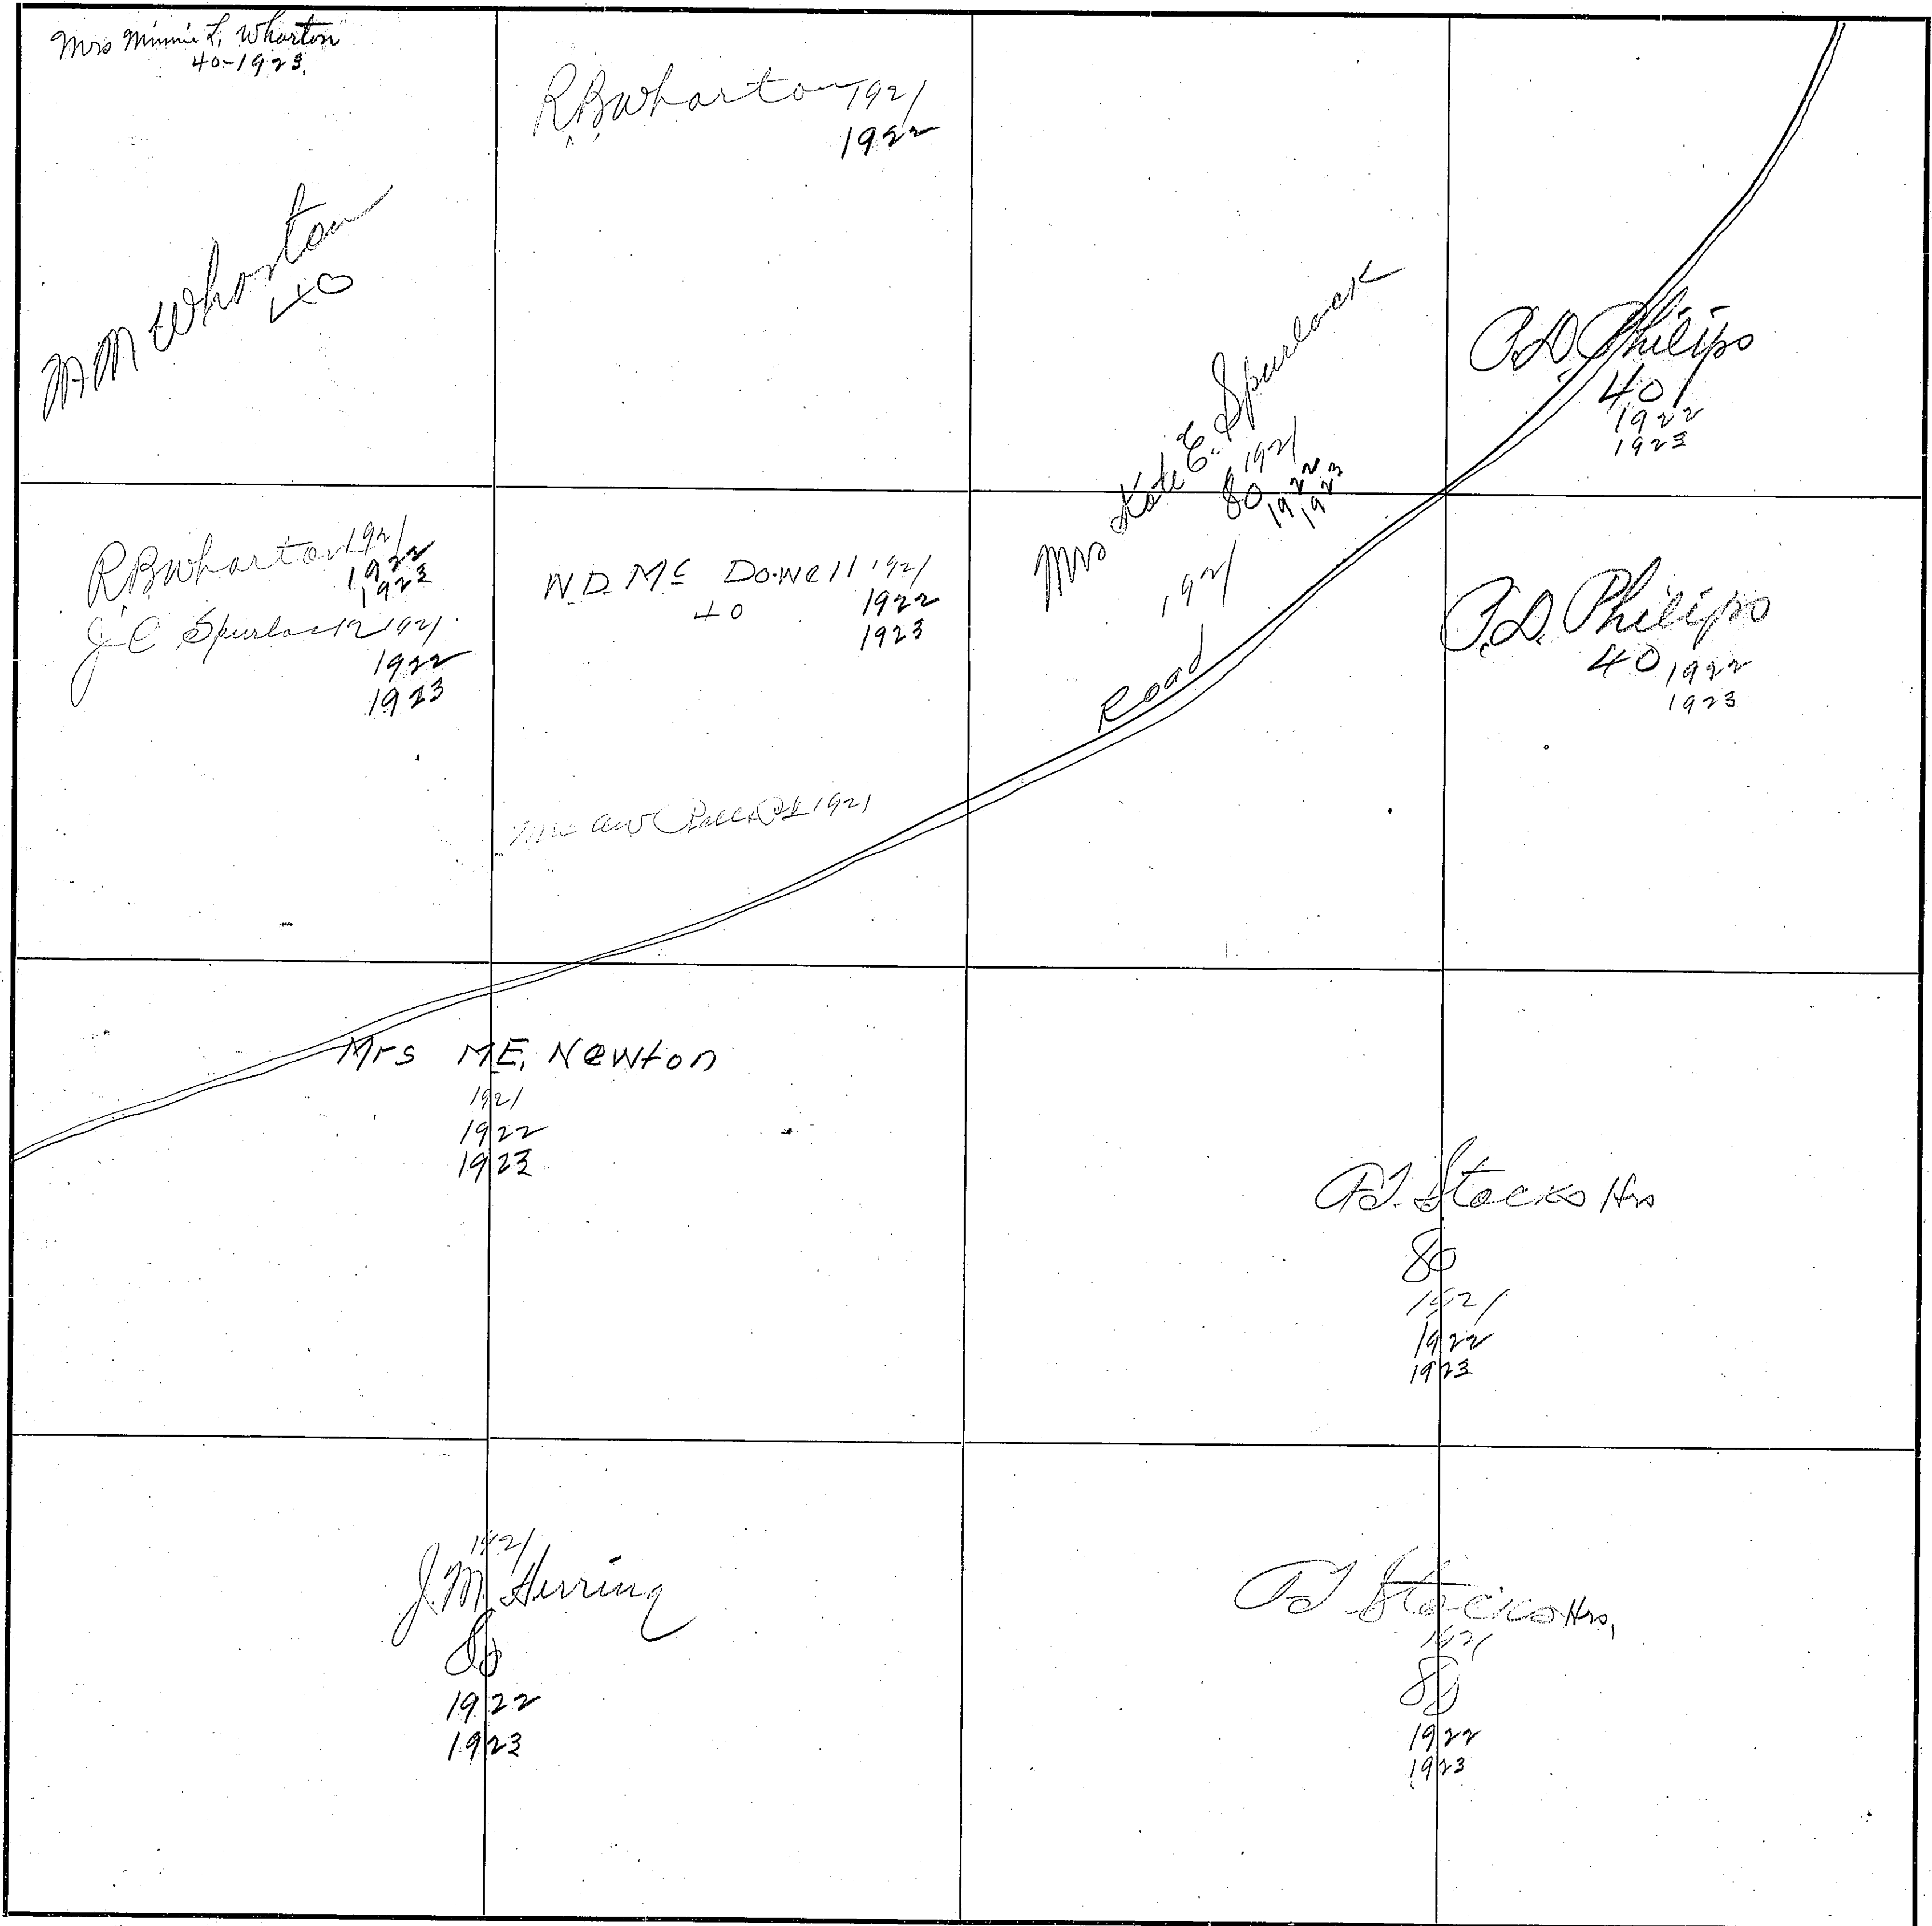 Mrs Minnie L. Wharton
40-1923.
R.B. Wharton 1921
1922
M M Wharton
40
Mrs Kate E. Spurlock
80 1921
1922
1923
P.D. Philips
40
1922
1923
R.B. Wharton 1921
1922
1923
J C Spurlock 1921
1922
1923
N.D. Mc Dowell 1921
40 1922
1923
1921
Road
P.D. Philips
40 1922
1923
1921
Mrs M.E. Newton
1921
1922
1923
Stocks Hrs
80
1921
1922
1923
1921
J.M. Herring
80
1922
1923
Stocks Hrs,
1921
80
1922
1923